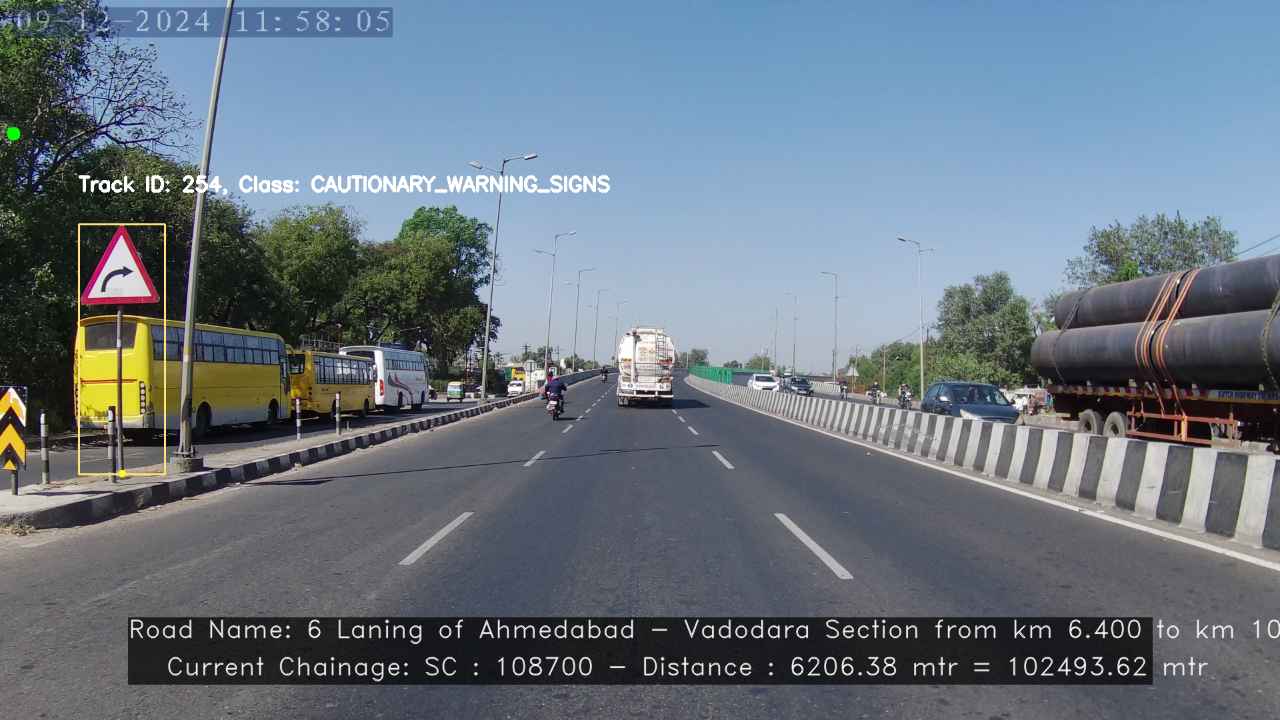 09-12-2024 11:58:05
Track ID: 254, Class: CAUTIONARY_WARNING_SIGNS
Road Name: 6 Laning of Ahmedabad - Vadodara Section from km 6.400 to km 10
Current Chainage: SC : 108700 - Distance : 6206.38 mtr = 102493.62 mtr